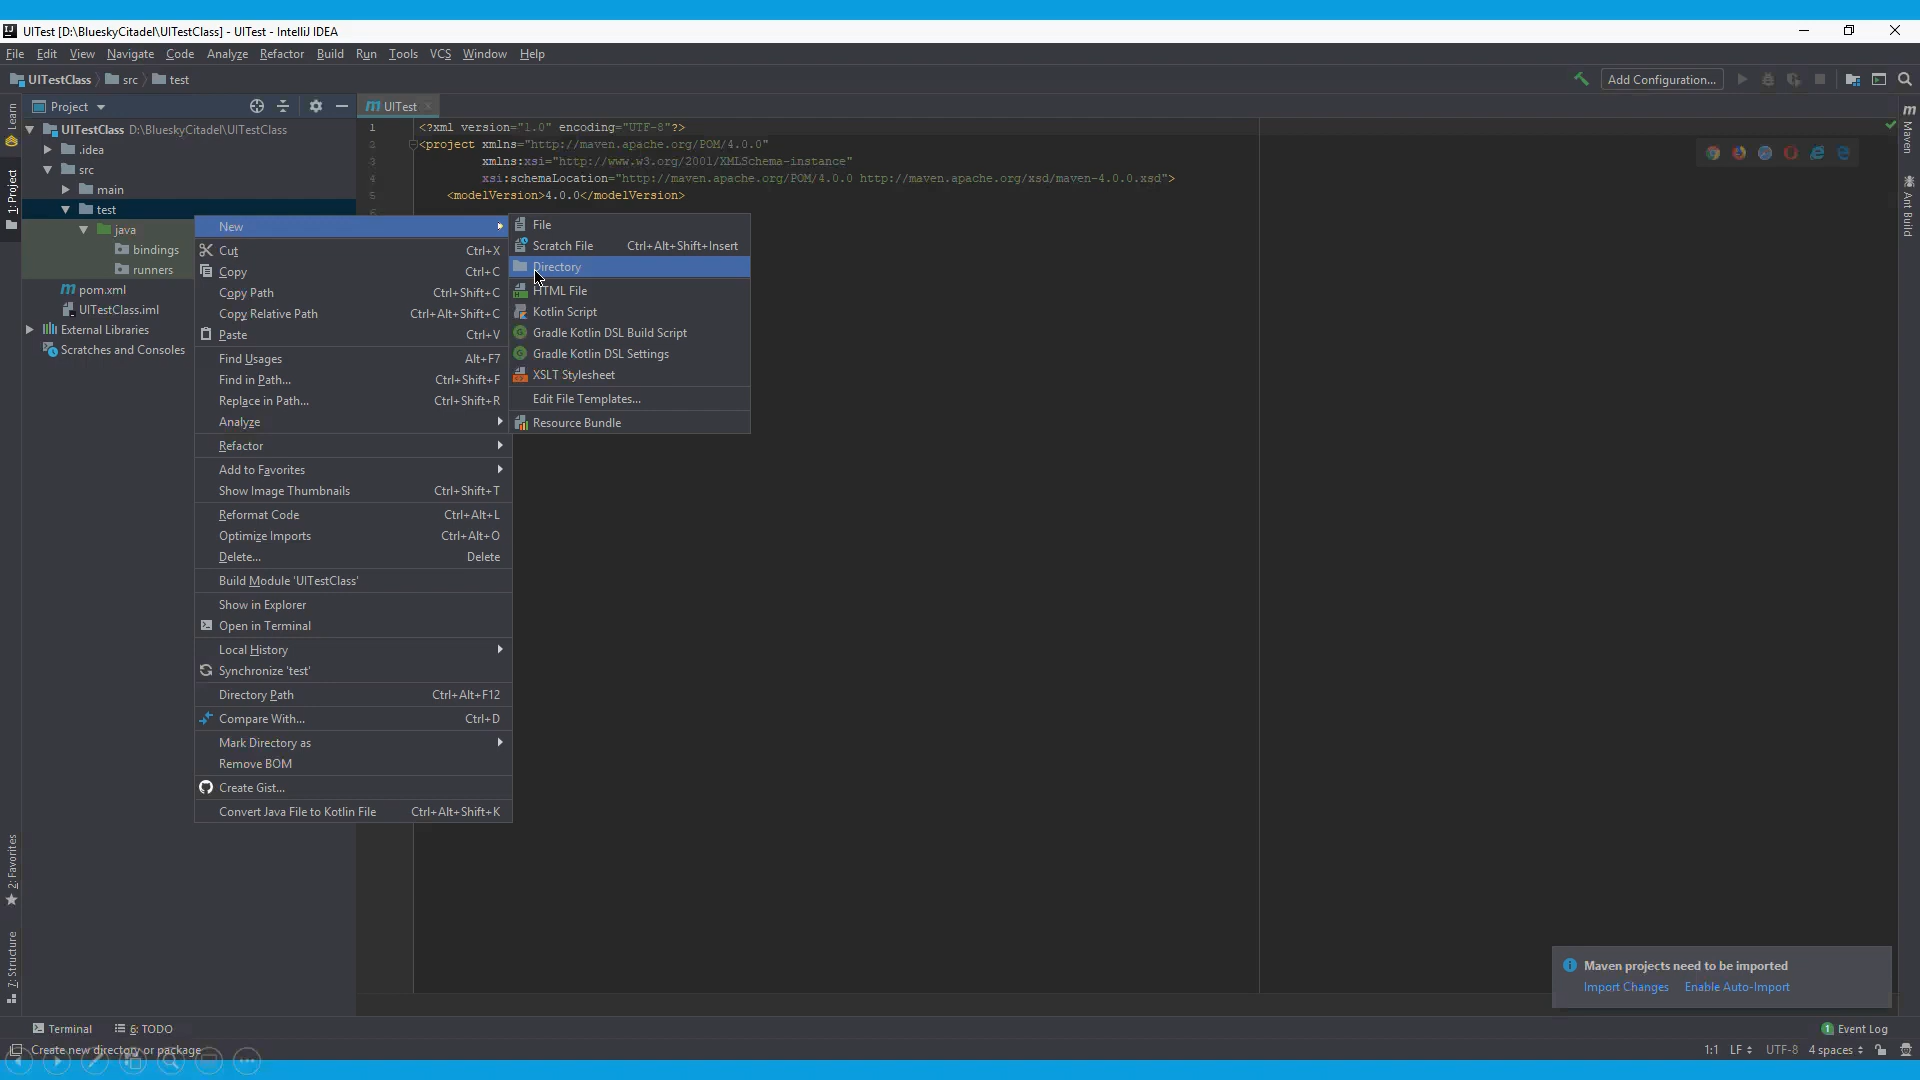 UITest [D:\BlueskyCitadel\UITestClass] - UITest - IntelliJ IDEA
File Edit View Navigate Code Analyze Refactor Build Run Tools VCS Window Help
UITestClass src test
Add Configuration...
Learn
1: Project
2: Favorites
7: Structure
Project
UITestClass D:\BlueskyCitadel\UITestClass
.idea
src
main
test
java
bindings
runners
pom.xml
UITestClass.iml
External Libraries
Scratches and Consoles
UITest
1 <?xml version="1.0" encoding="UTF-8"?>
2 <project xmlns="http://maven.apache.org/POM/4.0.0"
3 xmlns:xsi="http://www.w3.org/2001/XMLSchema-instance"
4 xsi:schemaLocation="http://maven.apache.org/POM/4.0.0 http://maven.apache.org/xsd/maven-4.0.0.xsd">
5 <modelVersion>4.0.0</modelVersion>
6
New
Cut Ctrl+X
Copy Ctrl+C
Copy Path Ctrl+Shift+C
Copy Relative Path Ctrl+Alt+Shift+C
Paste Ctrl+V
Find Usages Alt+F7
Find in Path... Ctrl+Shift+F
Replace in Path... Ctrl+Shift+R
Analyze
Refactor
Add to Favorites
Show Image Thumbnails Ctrl+Shift+T
Reformat Code Ctrl+Alt+L
Optimize Imports Ctrl+Alt+O
Delete... Delete
Build Module 'UITestClass'
Show in Explorer
Open in Terminal
Local History
Synchronize 'test'
Directory Path Ctrl+Alt+F12
Compare With... Ctrl+D
Mark Directory as
Remove BOM
Create Gist...
Convert Java File to Kotlin File Ctrl+Alt+Shift+K
File
Scratch File Ctrl+Alt+Shift+Insert
Directory
HTML File
Kotlin Script
Gradle Kotlin DSL Build Script
Gradle Kotlin DSL Settings
XSLT Stylesheet
Edit File Templates...
Resource Bundle
Maven
Ant Build
Maven projects need to be imported
Import Changes Enable Auto-Import
Terminal 6: TODO
1 Event Log
Create new directory or package
1:1 LF UTF-8 4 spaces